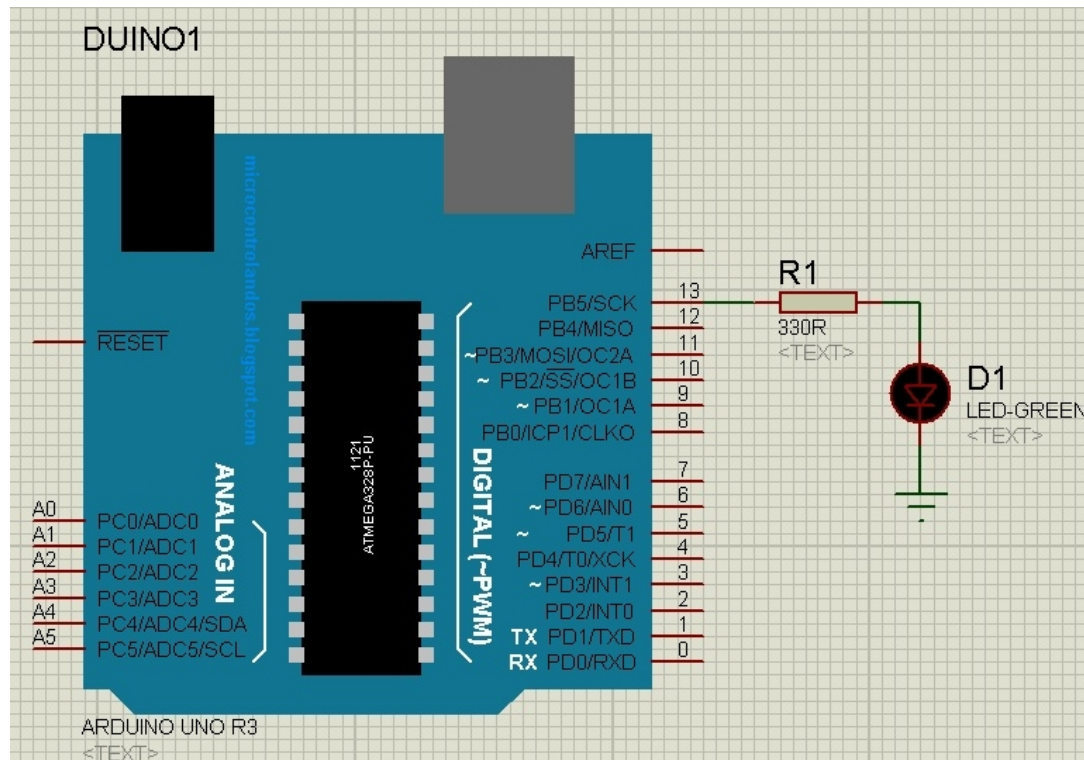 DUINO1
microcontrolandos.blogspot.com
RESET
1121
ATMEGA328P-PU
ANALOG IN
A0 PC0/ADC0
A1 PC1/ADC1
A2 PC2/ADC2
A3 PC3/ADC3
A4 PC4/ADC4/SDA
A5 PC5/ADC5/SCL
DIGITAL (~PWM)
AREF
PB5/SCK 13
PB4/MISO 12
~PB3/MOSI/OC2A 11
~ PB2/SS/OC1B 10
~ PB1/OC1A 9
PB0/ICP1/CLKO 8
PD7/AIN1 7
~PD6/AIN0 6
~ PD5/T1 5
PD4/T0/XCK 4
~PD3/INT1 3
PD2/INT0 2
TX PD1/TXD 1
RX PD0/RXD 0
ARDUINO UNO R3
<TEXT>
R1
330R
<TEXT>
D1
LED-GREEN
<TEXT>